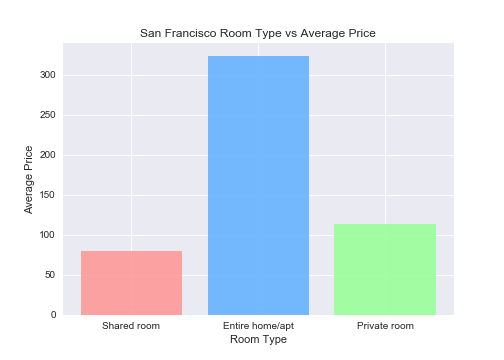 San Francisco Room Type vs Average Price
300
250
200
150
100
50
0
Average Price
Shared room
Entire home/apt
Private room
Room Type